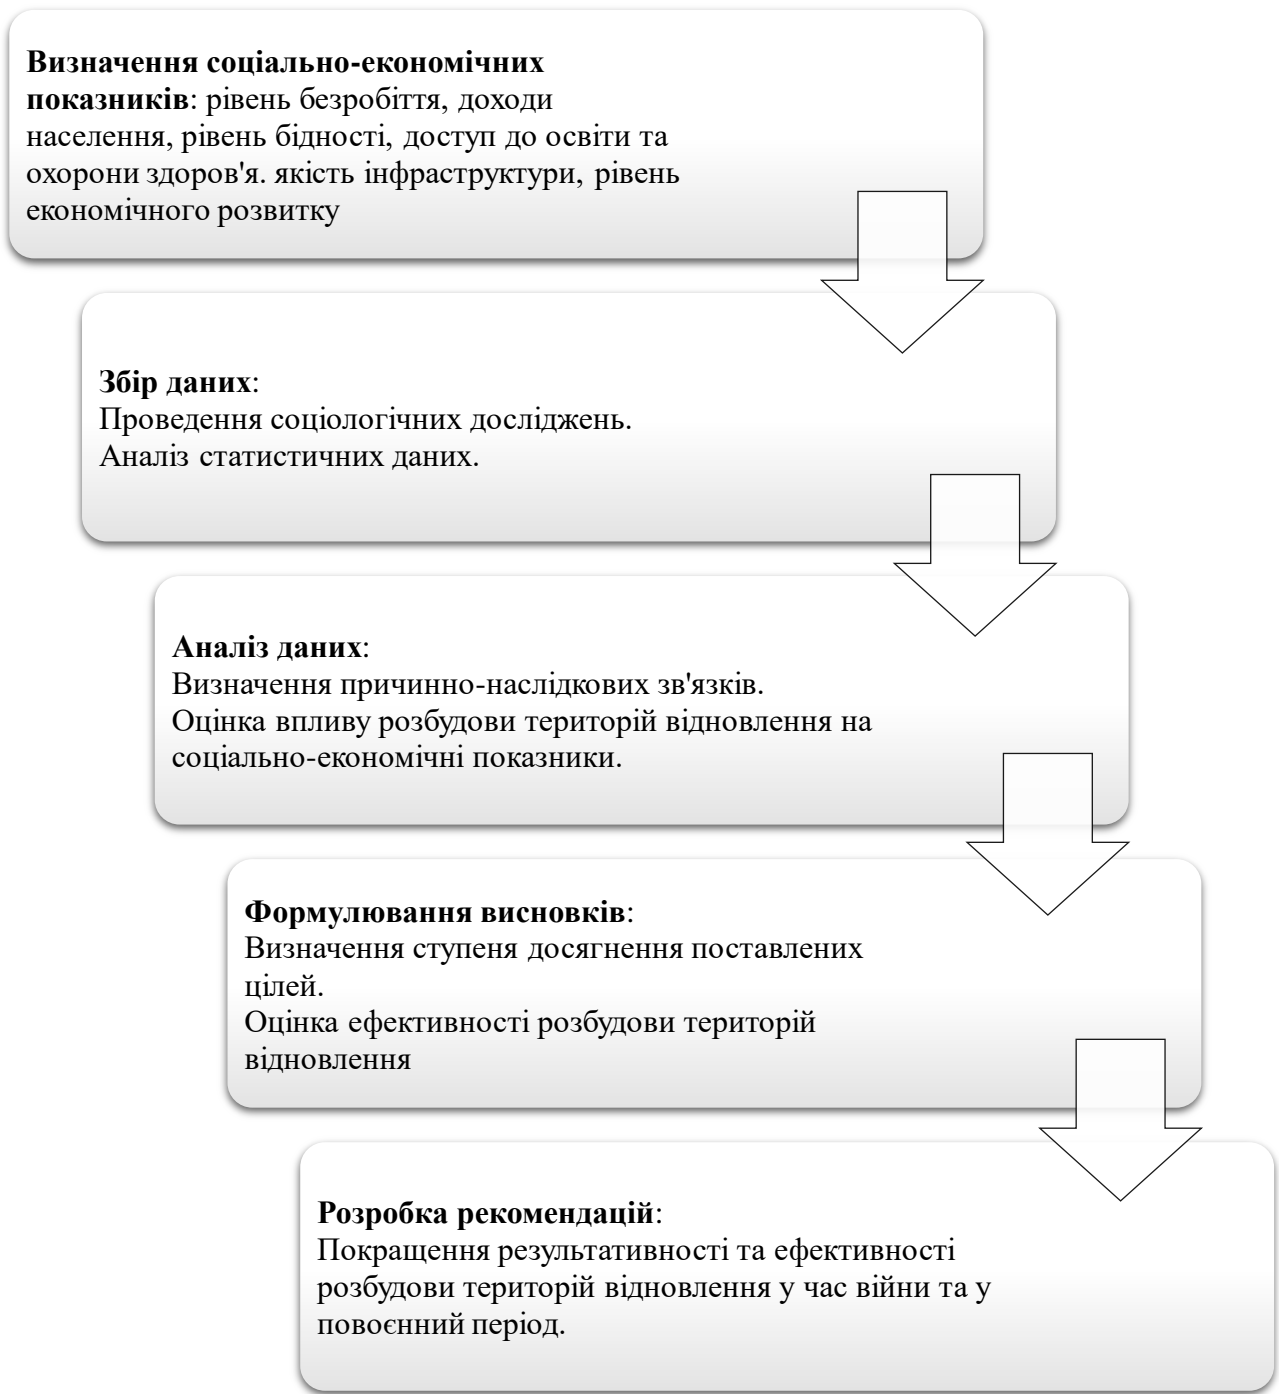 Визначення соціально-економічних
показників: рівень безробіття, доходи
населення, рівень бідності, доступ до освіти та
охорони здоров'я. якість інфраструктури, рівень
економічного розвитку
Збір даних:
Проведення соціологічних досліджень.
Аналіз статистичних даних.
Аналіз даних:
Визначення причинно-наслідкових зв'язків.
Оцінка впливу розбудови територій відновлення на
соціально-економічні показники.
Формулювання висновків:
Визначення ступеня досягнення поставлених
цілей.
Оцінка ефективності розбудови територій
відновлення
Розробка рекомендацій:
Покращення результативності та ефективності
розбудови територій відновлення у час війни та у
повоєнний період.